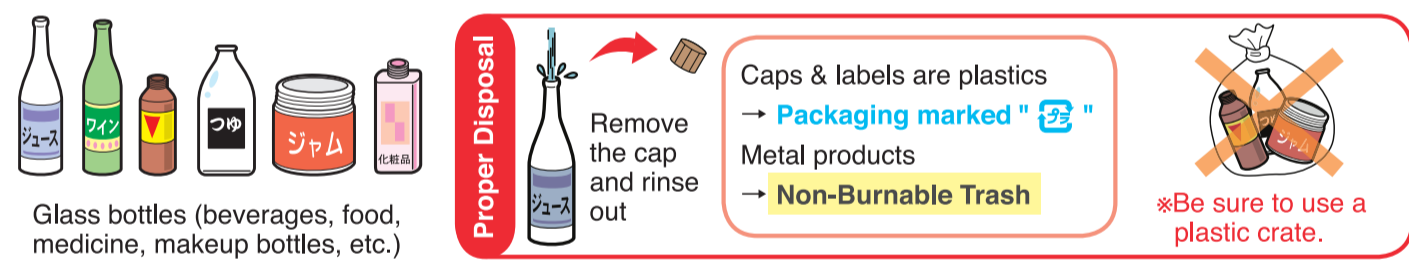 ジュース
ワイン
つゆ
ジャム
化粧品
Glass bottles (beverages, food,
medicine, makeup bottles, etc.)
Proper Disposal
ジュース
Remove
the cap
and rinse
out
Caps & labels are plastics
→ Packaging marked " プラ "
Metal products
→ Non-Burnable Trash
つゆ
ジャム
※Be sure to use a
plastic crate.